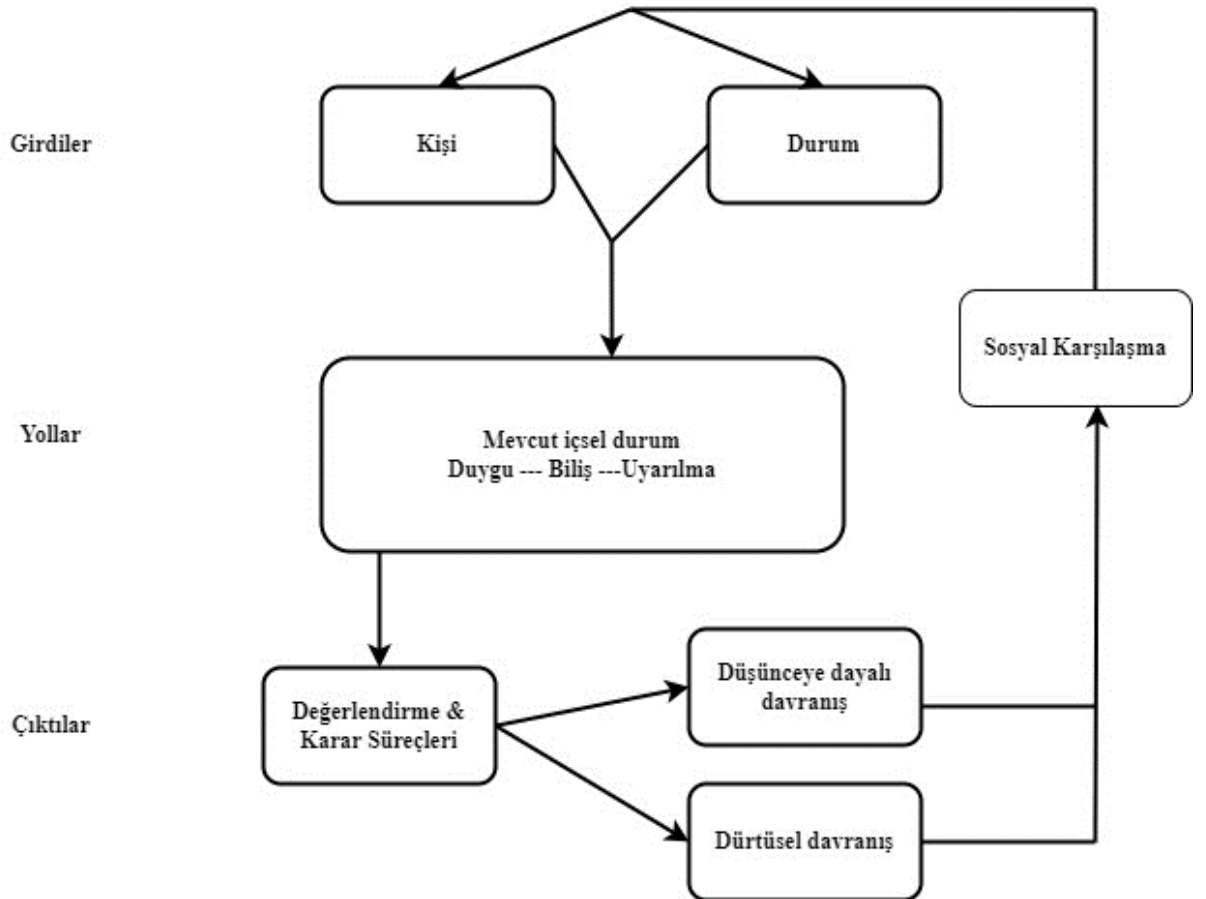 Girdiler
Kişi
Durum
Sosyal Karşılaşma
Yollar
Mevcut içsel durum
Duygu --- Biliş ---Uyarılma
Çıktılar
Değerlendirme &
Karar Süreçleri
Düşünceye dayalı
davranış
Dürtüsel davranış